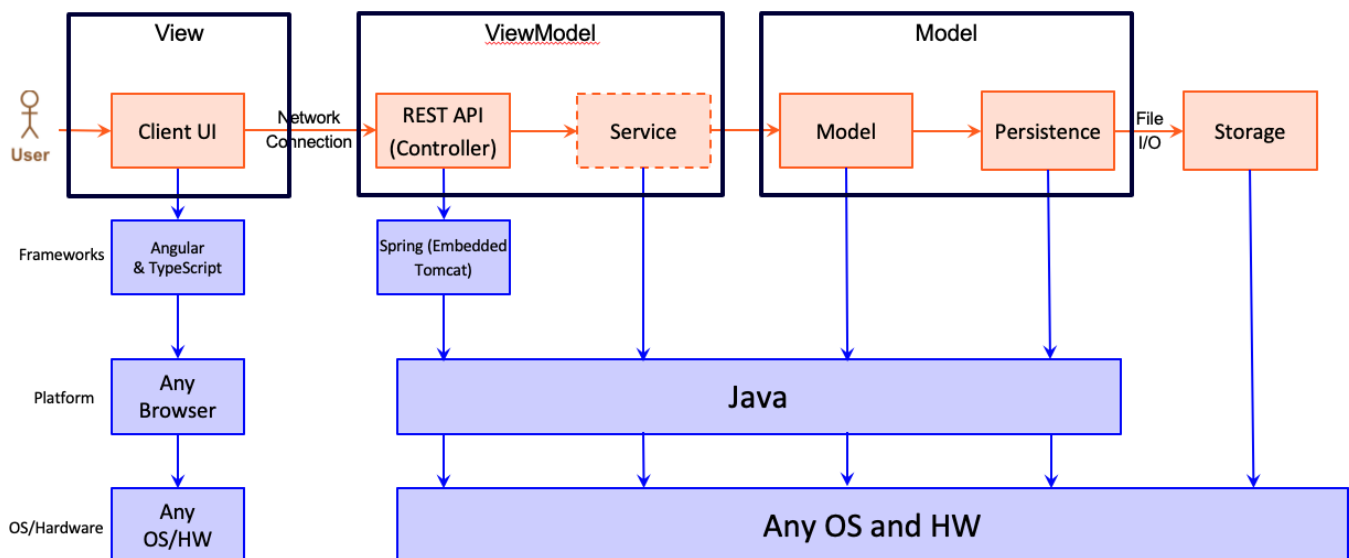 View
ViewModel
Model
User
Client UI
Network
Connection
REST API
(Controller)
Service
Model
Persistence
File
I/O
Storage
Frameworks
Angular
& TypeScript
Spring (Embedded
Tomcat)
Platform
Any
Browser
Java
OS/Hardware
Any
OS/HW
Any OS and HW